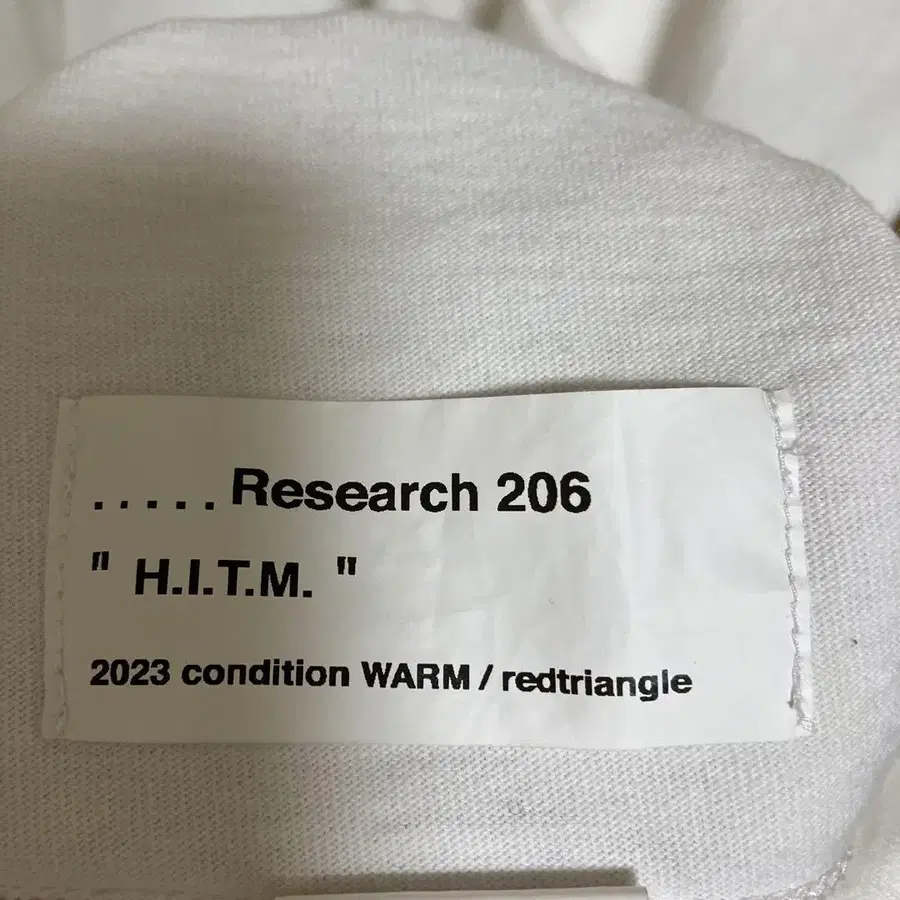 .....Research 206
" H.I.T.M. "
2023 condition WARM / redtriangle